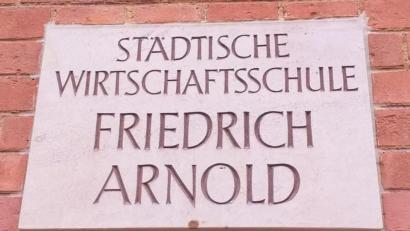 STÄDTISCHE
WIRTSCHAFTSSCHULE
FRIEDRICH
ARNOLD